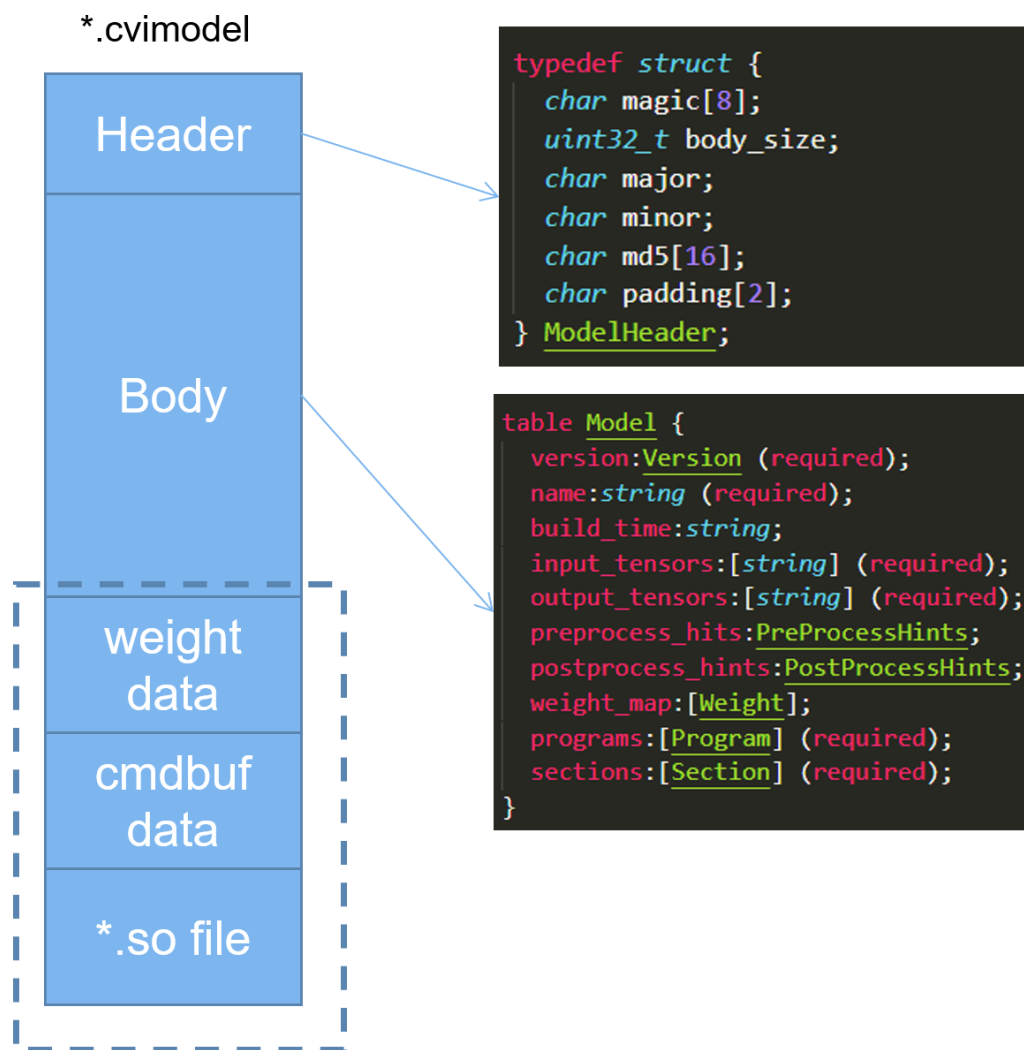 *.cvimodel
Header
Body
weight
data
cmdbuf
data
*.so file
typedef struct {
char magic[8];
uint32_t body_size;
char major;
char minor;
char md5[16];
char padding[2];
} ModelHeader;
table Model {
version:Version (required);
name:string (required);
build_time:string;
input_tensors:[string] (required);
output_tensors:[string] (required);
preprocess_hits:PreProcessHints;
postprocess_hints:PostProcessHints;
weight_map:[Weight];
programs:[Program] (required);
sections:[Section] (required);
}